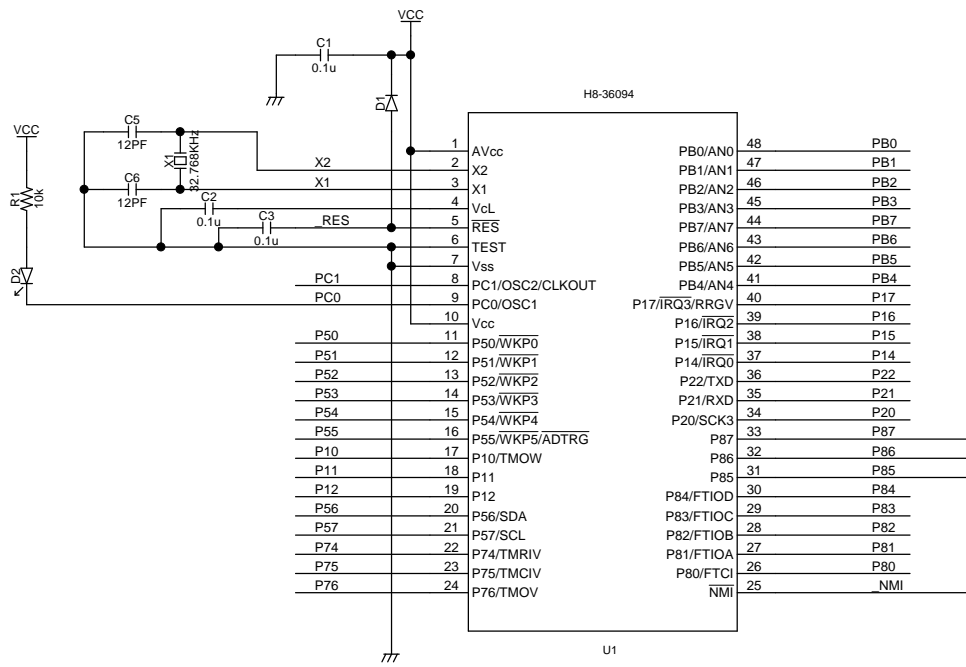 VCC
C1
0.1u
D1
H8-36094
VCC
C5
12PF
X1
32.768KHz
C6
12PF
R1
10k
C2
0.1u
C3
0.1u
D2
X2
X1
_RES
PC1
PC0
1 AVcc PB0/AN0 48 PB0
2 X2 PB1/AN1 47 PB1
3 X1 PB2/AN2 46 PB2
4 VcL PB3/AN3 45 PB3
5 RES PB7/AN7 44 PB7
6 TEST PB6/AN6 43 PB6
7 Vss PB5/AN5 42 PB5
8 PC1/OSC2/CLKOUT PB4/AN4 41 PB4
9 PC0/OSC1 P17/IRQ3/RRGV 40 P17
10 Vcc P16/IRQ2 39 P16
P50 11 P50/WKP0 P15/IRQ1 38 P15
P51 12 P51/WKP1 P14/IRQ0 37 P14
P52 13 P52/WKP2 P22/TXD 36 P22
P53 14 P53/WKP3 P21/RXD 35 P21
P54 15 P54/WKP4 P20/SCK3 34 P20
P55 16 P55/WKP5/ADTRG P87 33 P87
P10 17 P10/TMOW P86 32 P86
P11 18 P11 P85 31 P85
P12 19 P12 P84/FTIOD 30 P84
P56 20 P56/SDA P83/FTIOC 29 P83
P57 21 P57/SCL P82/FTIOB 28 P82
P74 22 P74/TMRIV P81/FTIOA 27 P81
P75 23 P75/TMCIV P80/FTCI 26 P80
P76 24 P76/TMOV NMI 25 _NMI
U1